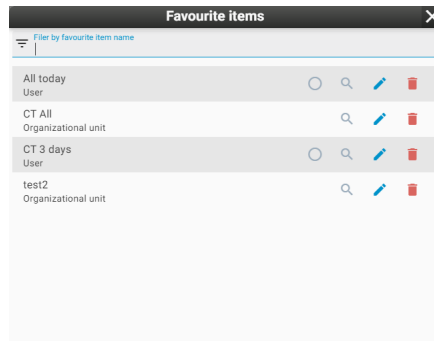 Favourite items
Filer by favourite item name
All today
User
CT All
Organizational unit
CT 3 days
User
test2
Organizational unit